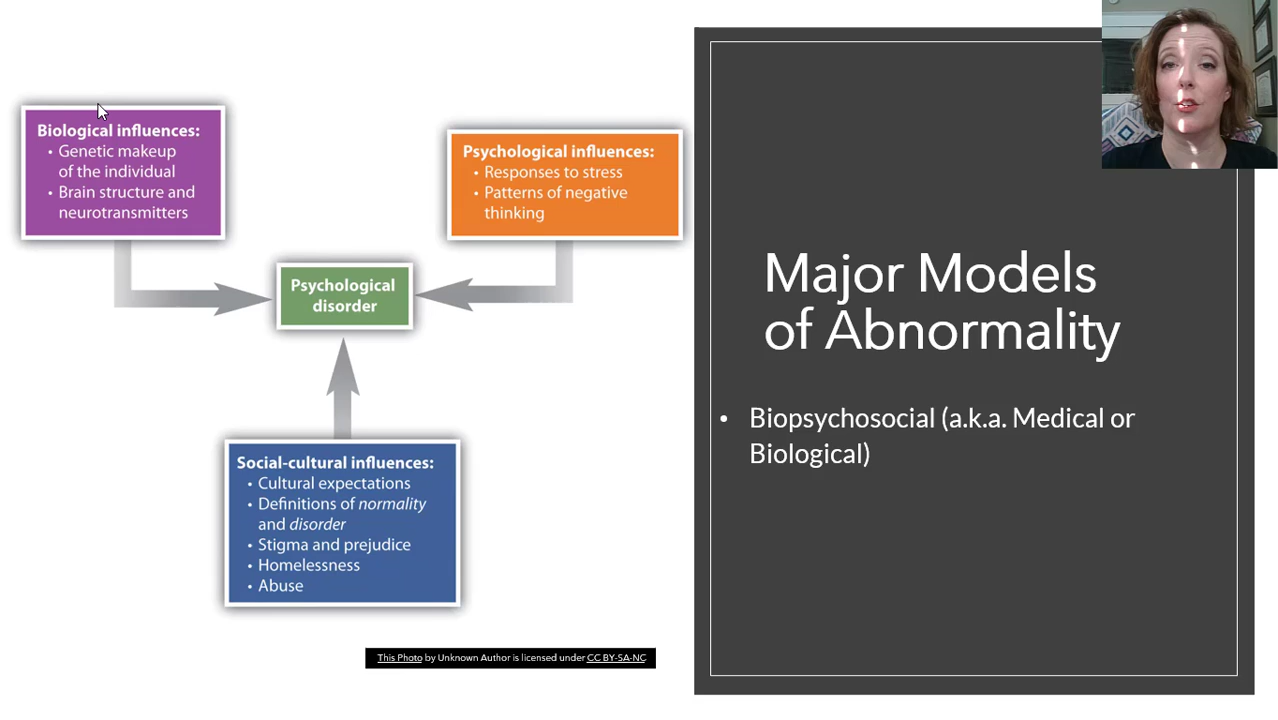 Biological influences:
• Genetic makeup
of the individual
• Brain structure and
neurotransmitters
Psychological influences:
• Responses to stress
• Patterns of negative
thinking
Psychological
disorder
Social-cultural influences:
• Cultural expectations
• Definitions of normality
and disorder
• Stigma and prejudice
• Homelessness
• Abuse
This Photo by Unknown Author is licensed under CC BY-SA-NC
Major Models
of Abnormality
• Biopsychosocial (a.k.a. Medical or
Biological)